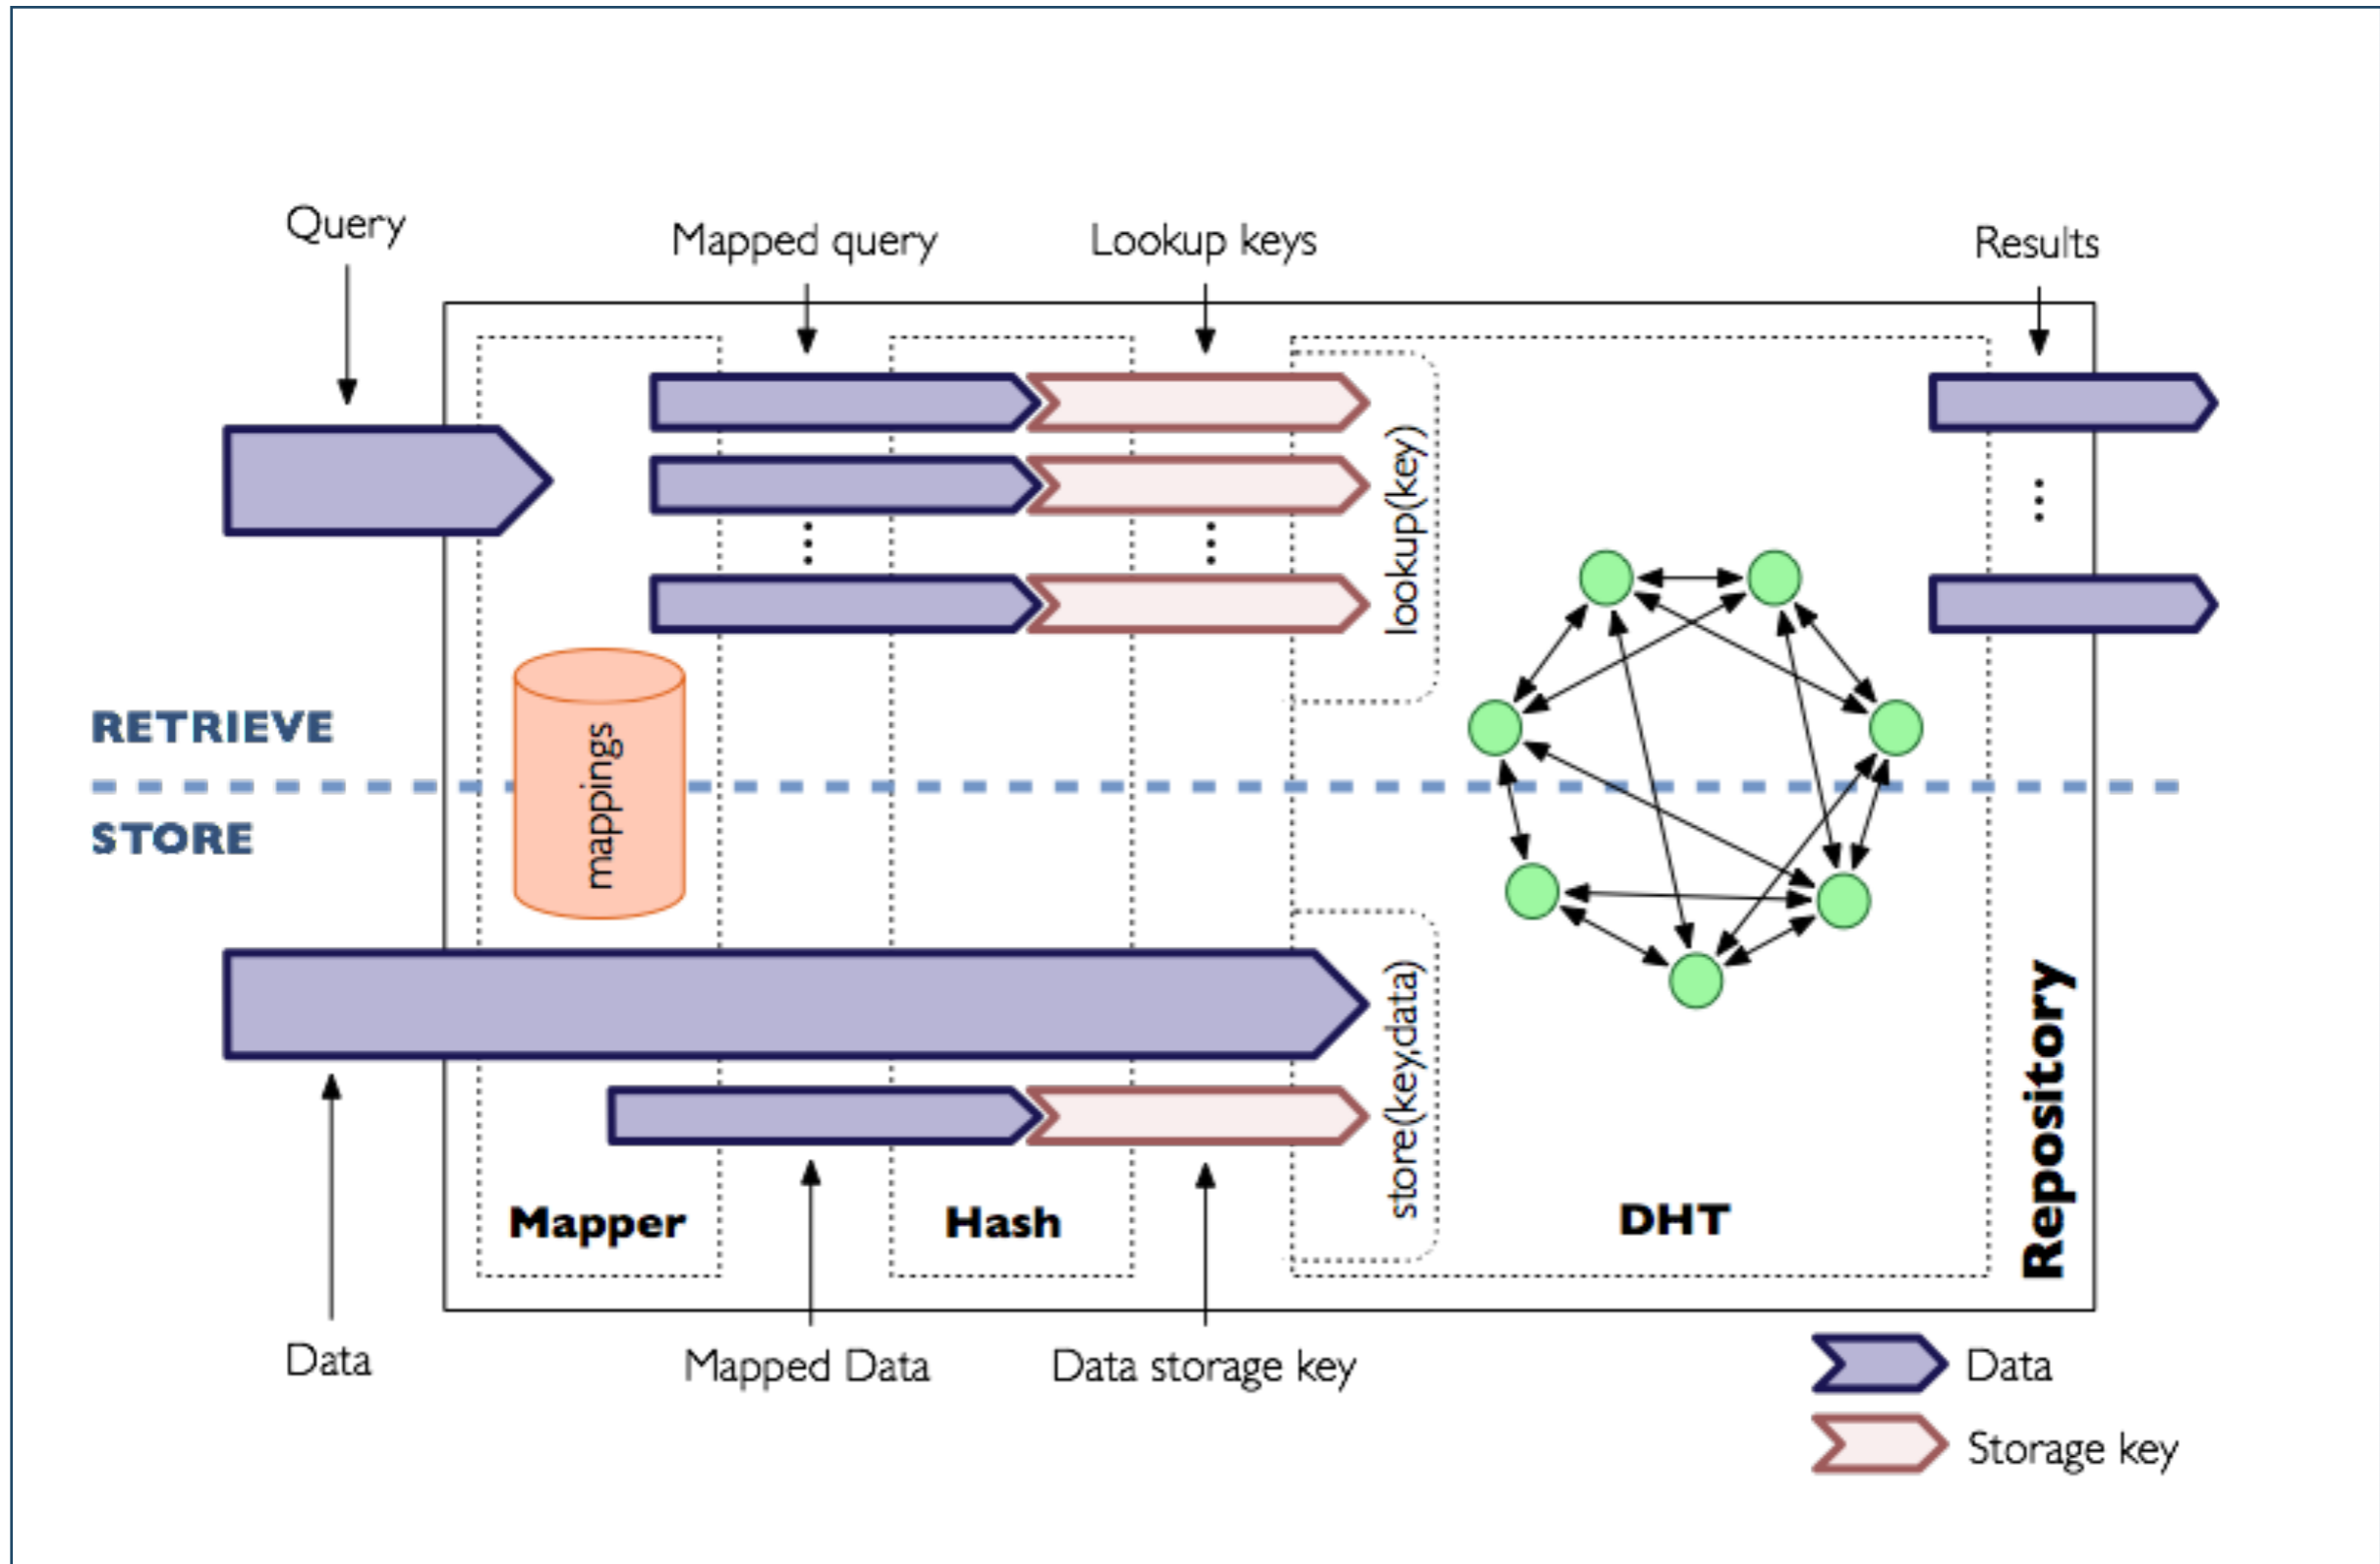 Query
Mapped query
Lookup keys
Results
lookup(key)
RETRIEVE
mappings
STORE
store(key,data)
Mapper
Hash
DHT
Repository
Data
Mapped Data
Data storage key
Data
Storage key